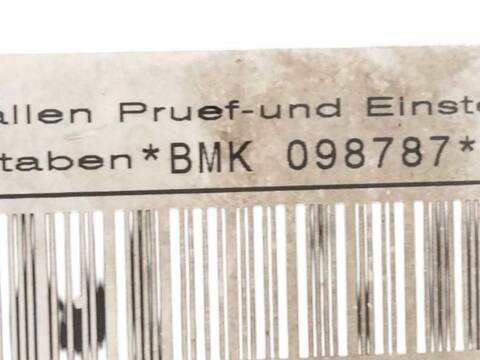 allen Pruef-und Einste
taben*BMK 098787*